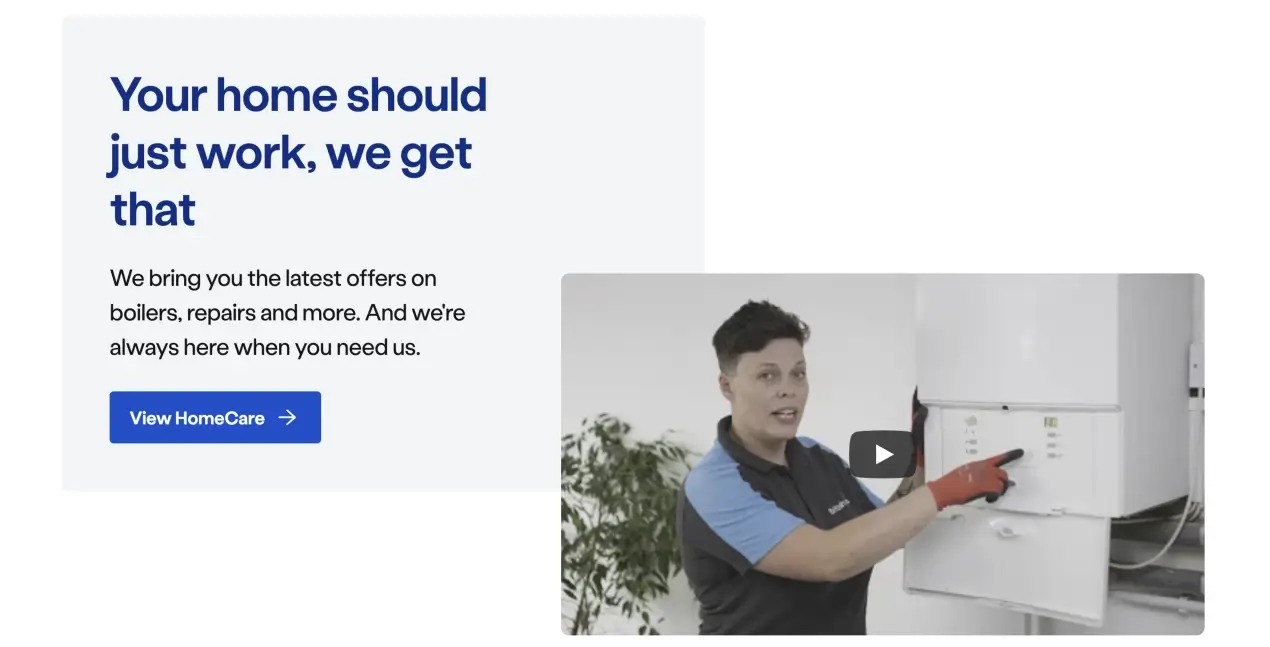 Your home should
just work, we get
that
We bring you the latest offers on
boilers, repairs and more. And we're
always here when you need us.
View HomeCare